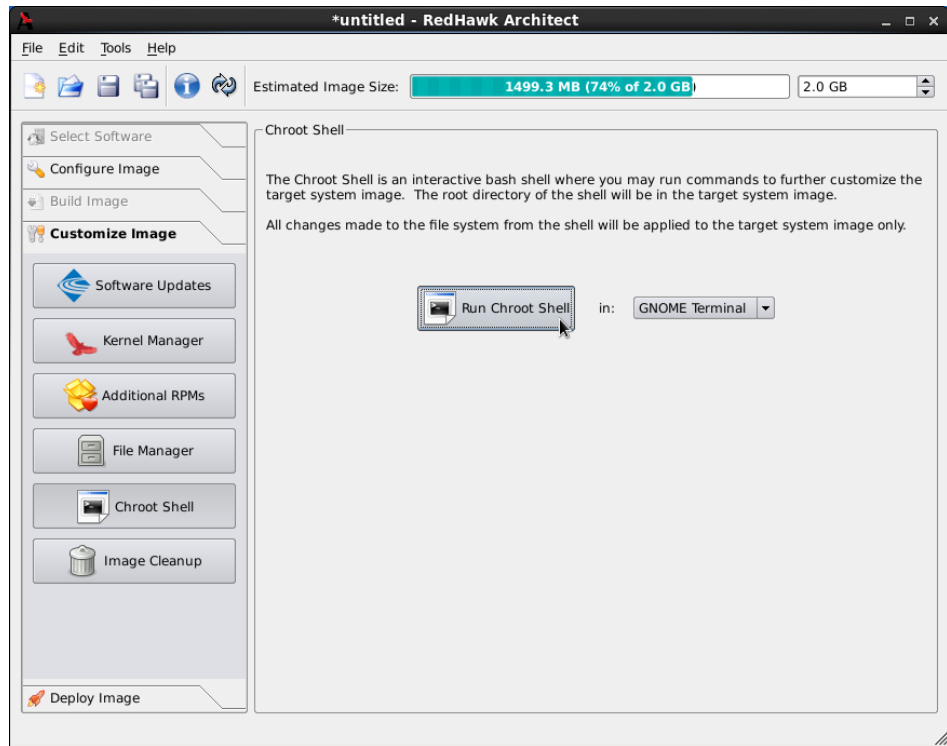 *untitled - RedHawk Architect
File Edit Tools Help
Estimated Image Size: 1499.3 MB (74% of 2.0 GB) 2.0 GB
Select Software
Configure Image
Build Image
Customize Image
Software Updates
Kernel Manager
Additional RPMs
File Manager
Chroot Shell
Image Cleanup
Deploy Image
Chroot Shell
The Chroot Shell is an interactive bash shell where you may run commands to further customize the
target system image. The root directory of the shell will be in the target system image.
All changes made to the file system from the shell will be applied to the target system image only.
Run Chroot Shell in: GNOME Terminal